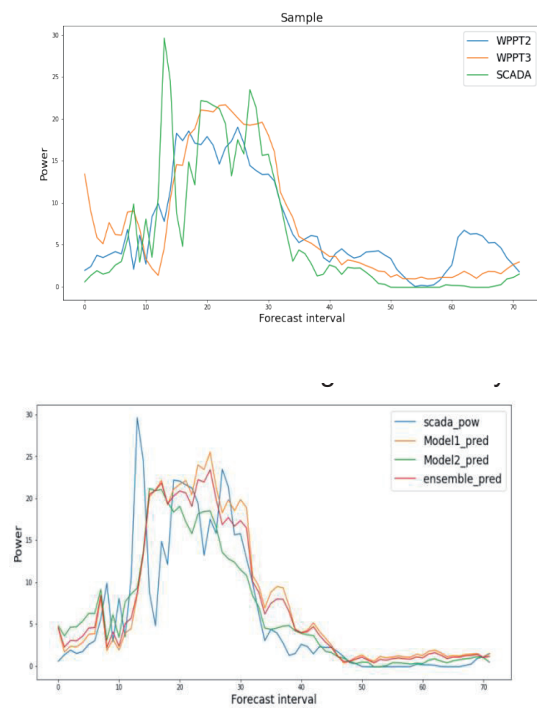 Sample
30
25
20
15
10
5
0
Power
WPPT2
WPPT3
SCADA
0 10 20 30 40 50 60 70
Forecast interval
30
25
20
15
10
5
0
Power
scada_pow
Model1_pred
Model2_pred
ensemble_pred
0 10 20 30 40 50 60 70
Forecast interval